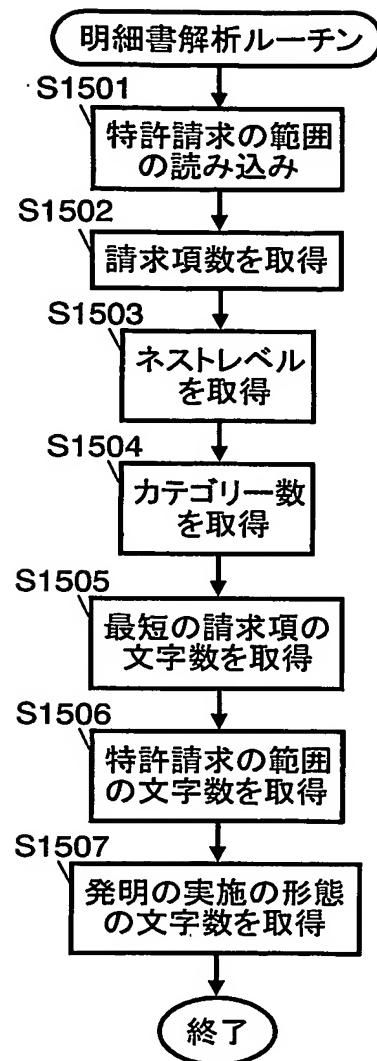 明細書解析ルーチン
S1501
特許請求の範囲
の読み込み
S1502
請求項数を取得
S1503
ネストレベル
を取得
S1504
カテゴリー数
を取得
S1505
最短の請求項の
文字数を取得
S1506
特許請求の範囲
の文字数を取得
S1507
発明の実施の形態
の文字数を取得
終了